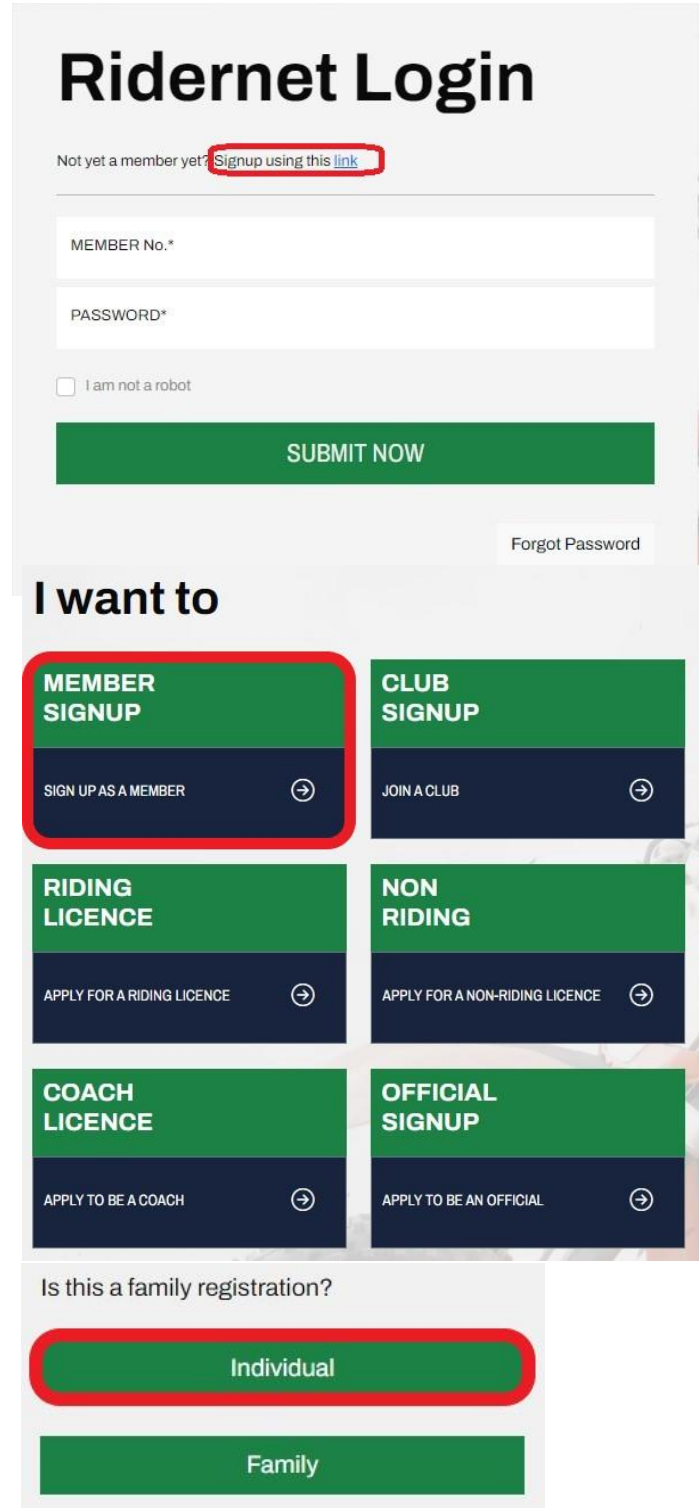 Ridernet Login
Not yet a member yet? Signup using this link
MEMBER No.*
PASSWORD*
I am not a robot
SUBMIT NOW
Forgot Password
I want to
MEMBER
SIGNUP
SIGN UP AS A MEMBER
CLUB
SIGNUP
JOIN A CLUB
RIDING
LICENCE
APPLY FOR A RIDING LICENCE
NON
RIDING
APPLY FOR A NON-RIDING LICENCE
COACH
LICENCE
APPLY TO BE A COACH
OFFICIAL
SIGNUP
APPLY TO BE AN OFFICIAL
Is this a family registration?
Individual
Family